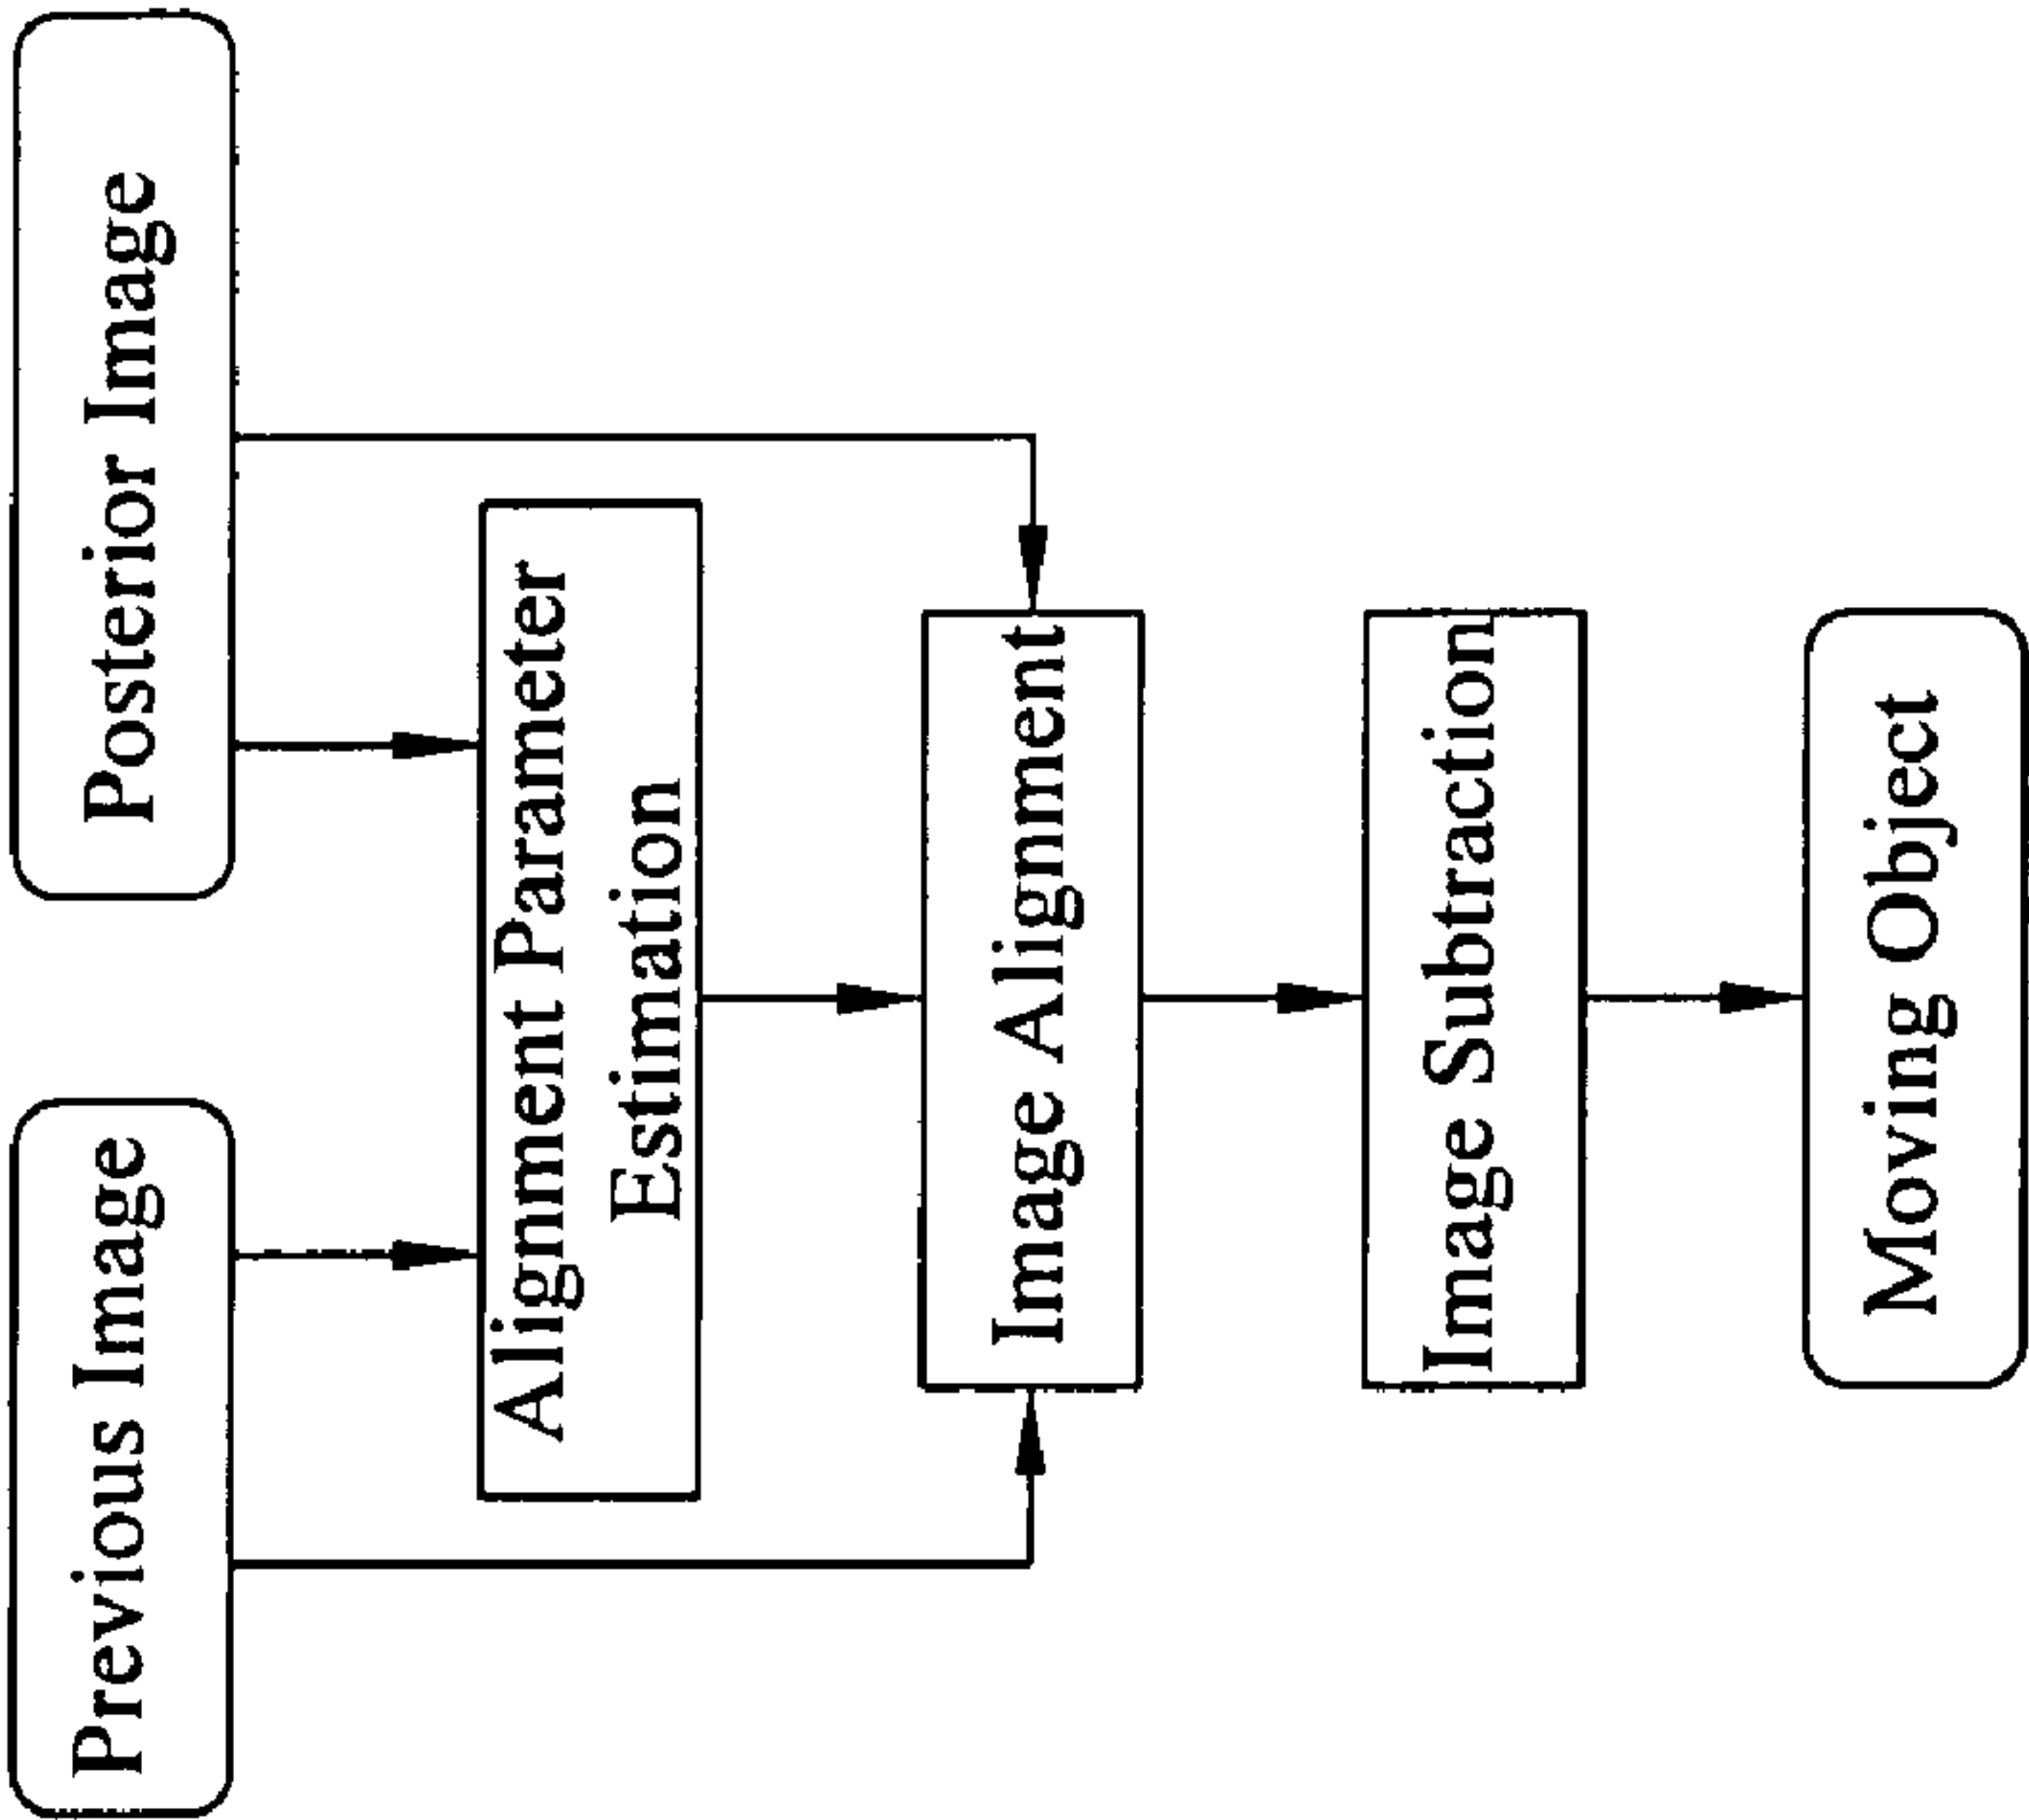 Previous Image
Posterior Image
Alignment Parameter
Estimation
Image Alignment
Image Subtraction
Moving Object